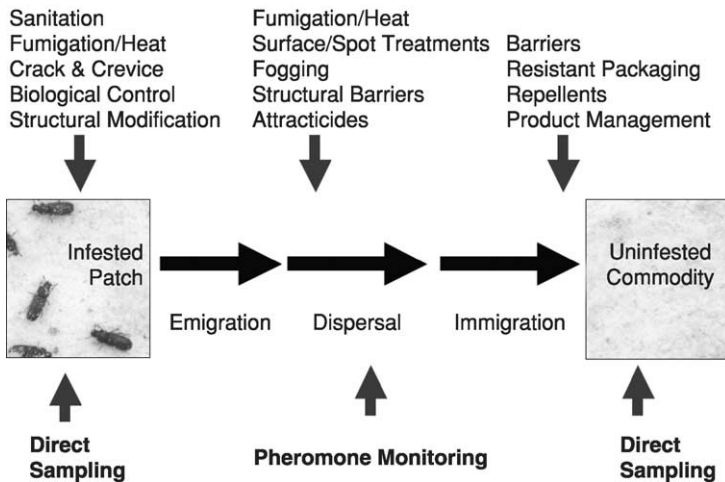 Sanitation
Fumigation/Heat
Crack & Crevice
Biological Control
Structural Modification
Fumigation/Heat
Surface/Spot Treatments
Fogging
Structural Barriers
Attracticides
Barriers
Resistant Packaging
Repellents
Product Management
Infested
Patch
Emigration
Dispersal
Immigration
Uninfested
Commodity
Direct
Sampling
Pheromone Monitoring
Direct
Sampling